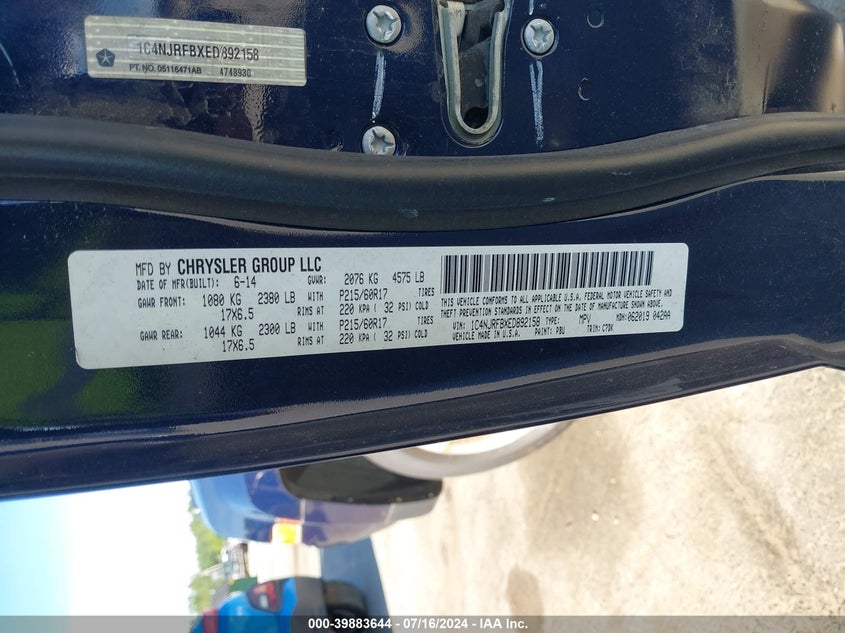 1C4NJRFBXED892158
PT. NO. 05116471AB 4748930
MFD BY CHRYSLER GROUP LLC
DATE OF MFR(BUILT): 6-14 GVWR: 2076 KG 4575 LB
GAWR FRONT: 1080 KG 2380 LB WITH P215/60R17 TIRES
17X6.5 RIMS AT 220 KPA ( 32 PSI) COLD
GAWR REAR: 1044 KG 2300 LB WITH P215/60R17 TIRES
17X6.5 RIMS AT 220 KPA ( 32 PSI) COLD
THIS VEHICLE CONFORMS TO ALL APPLICABLE U.S.A. FEDERAL MOTOR VEHICLE SAFETY AND
THEFT PREVENTION STANDARDS IN EFFECT ON THE DATE OF MANUFACTURE SHOWN ABOVE.
VIN: 1C4NJRFBXED892158 TYPE: MPV MDH: 062019 042AA
VEHICLE MADE IN U.S.A. PAINT: PBU TRIM: C7DK
000-39883644 - 07/16/2024 - IAA Inc.